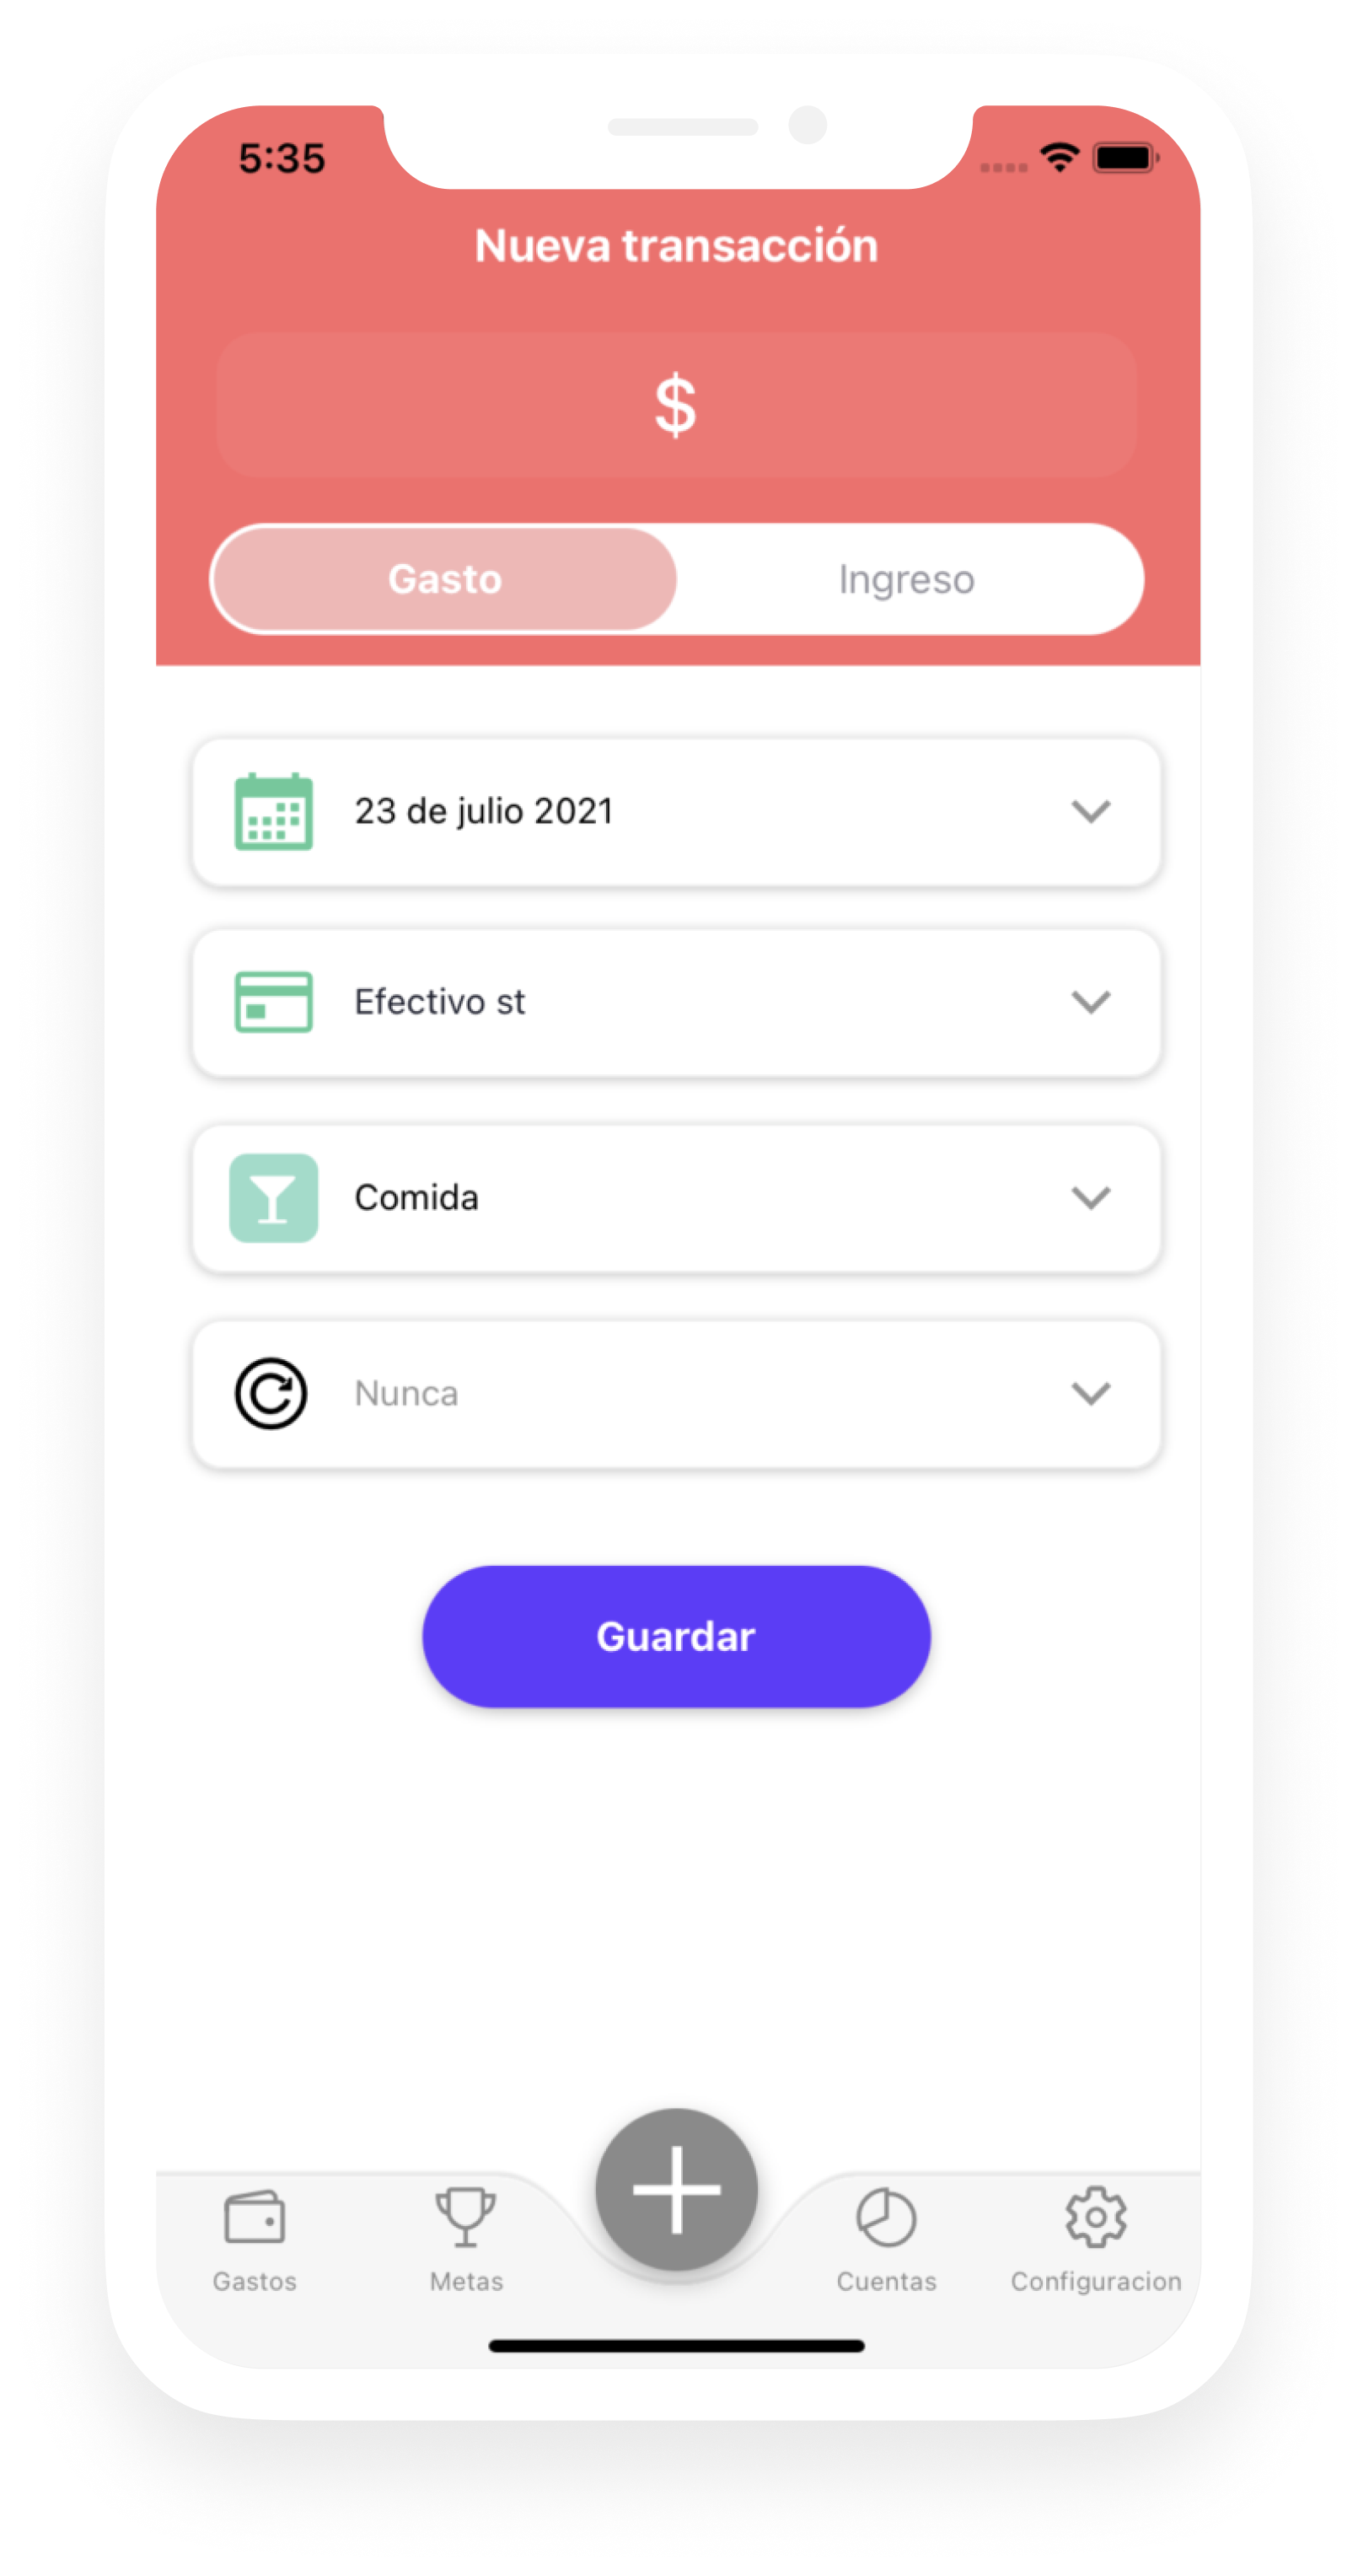 5:35
Nueva transacción
$
Gasto Ingreso
23 de julio 2021
Efectivo st
Comida
Nunca
Guardar
Gastos Metas Cuentas Configuracion